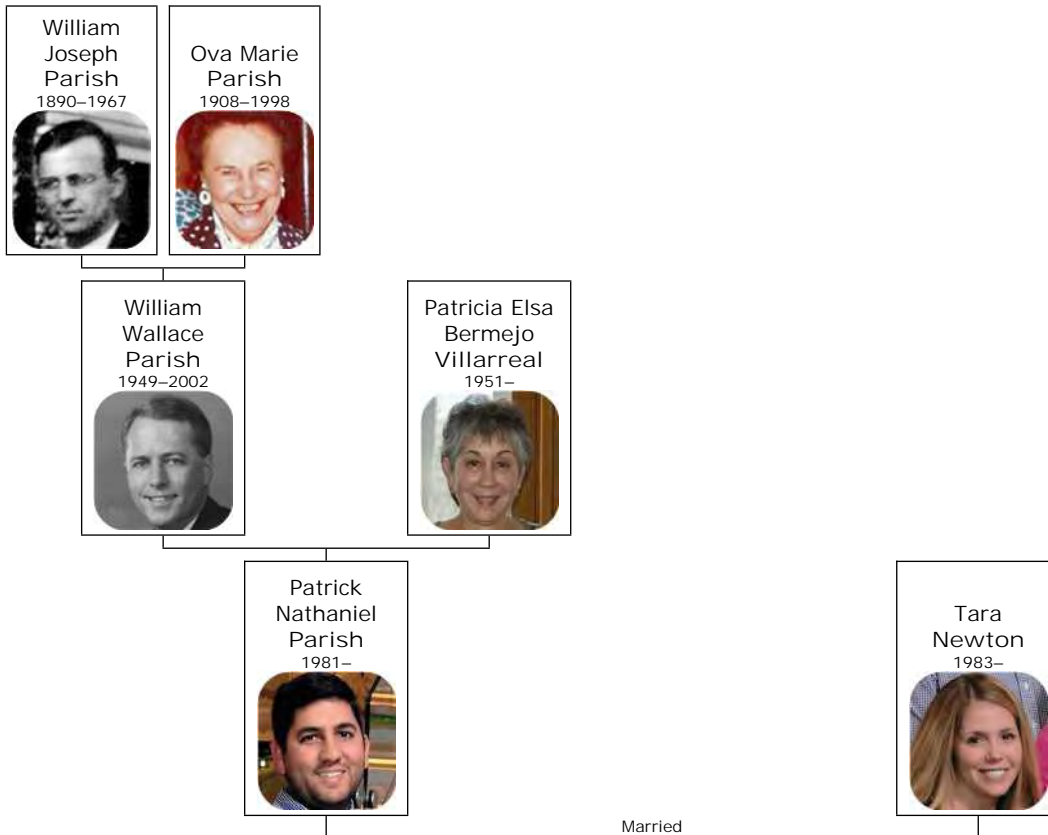 William
Joseph
Parish
1890–1967
Ova Marie
Parish
1908–1998
William
Wallace
Parish
1949–2002
Patricia Elsa
Bermejo
Villarreal
1951–
Patrick
Nathaniel
Parish
1981–
Tara
Newton
1983–
Married